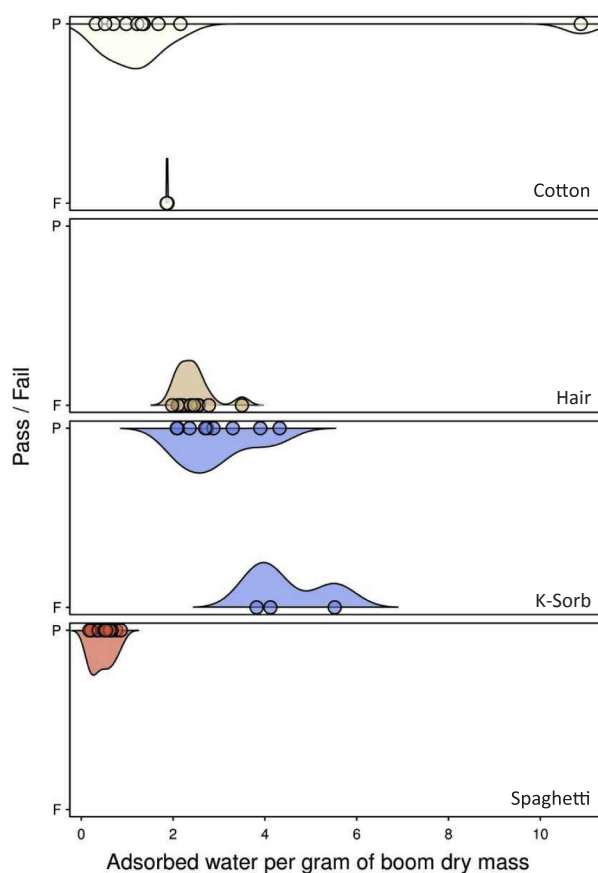 P
F
Cotton
P
F
Hair
P
F
K-Sorb
P
F
Spaghetti
Pass / Fail
0 2 4 6 8 10
Adsorbed water per gram of boom dry mass